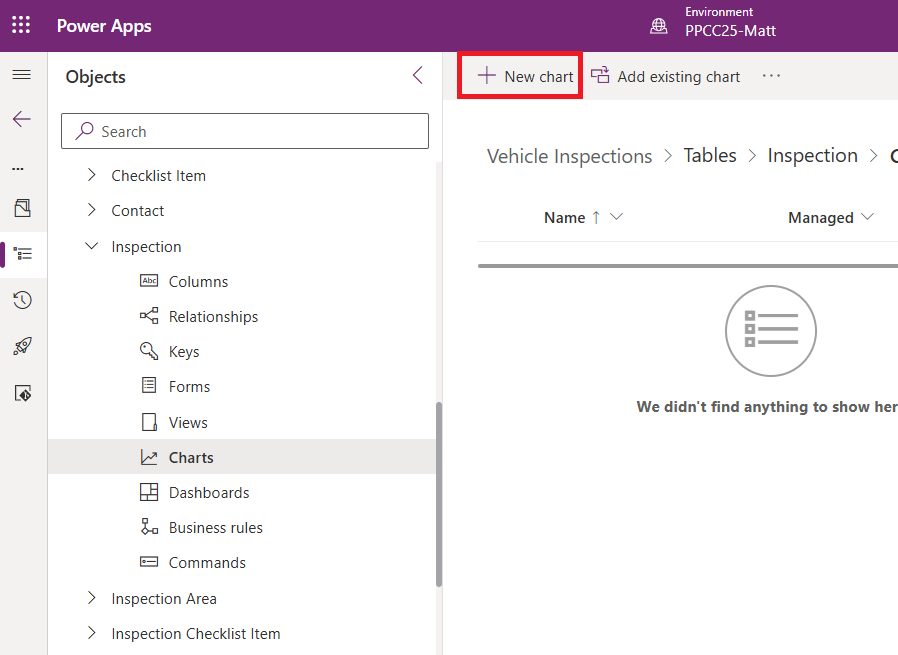 Power Apps
Environment
PPCC25-Matt
Objects
New chart
Add existing chart
...
Search
Vehicle Inspections > Tables > Inspection >
Checklist Item
Contact
Name ↑
Managed
Inspection
Abc
Columns
Relationships
Keys
Forms
We didn't find anything to show her
Views
Charts
Dashboards
Business rules
Commands
Inspection Area
Inspection Checklist Item